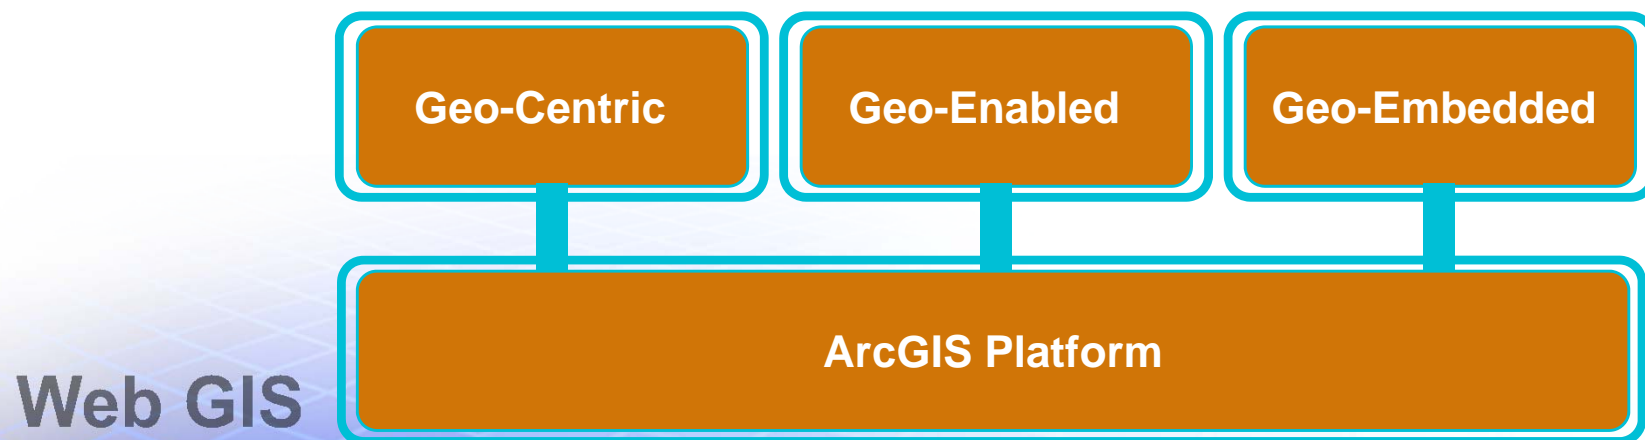 Geo-Centric
Geo-Enabled
Geo-Embedded
ArcGIS Platform
Web GIS